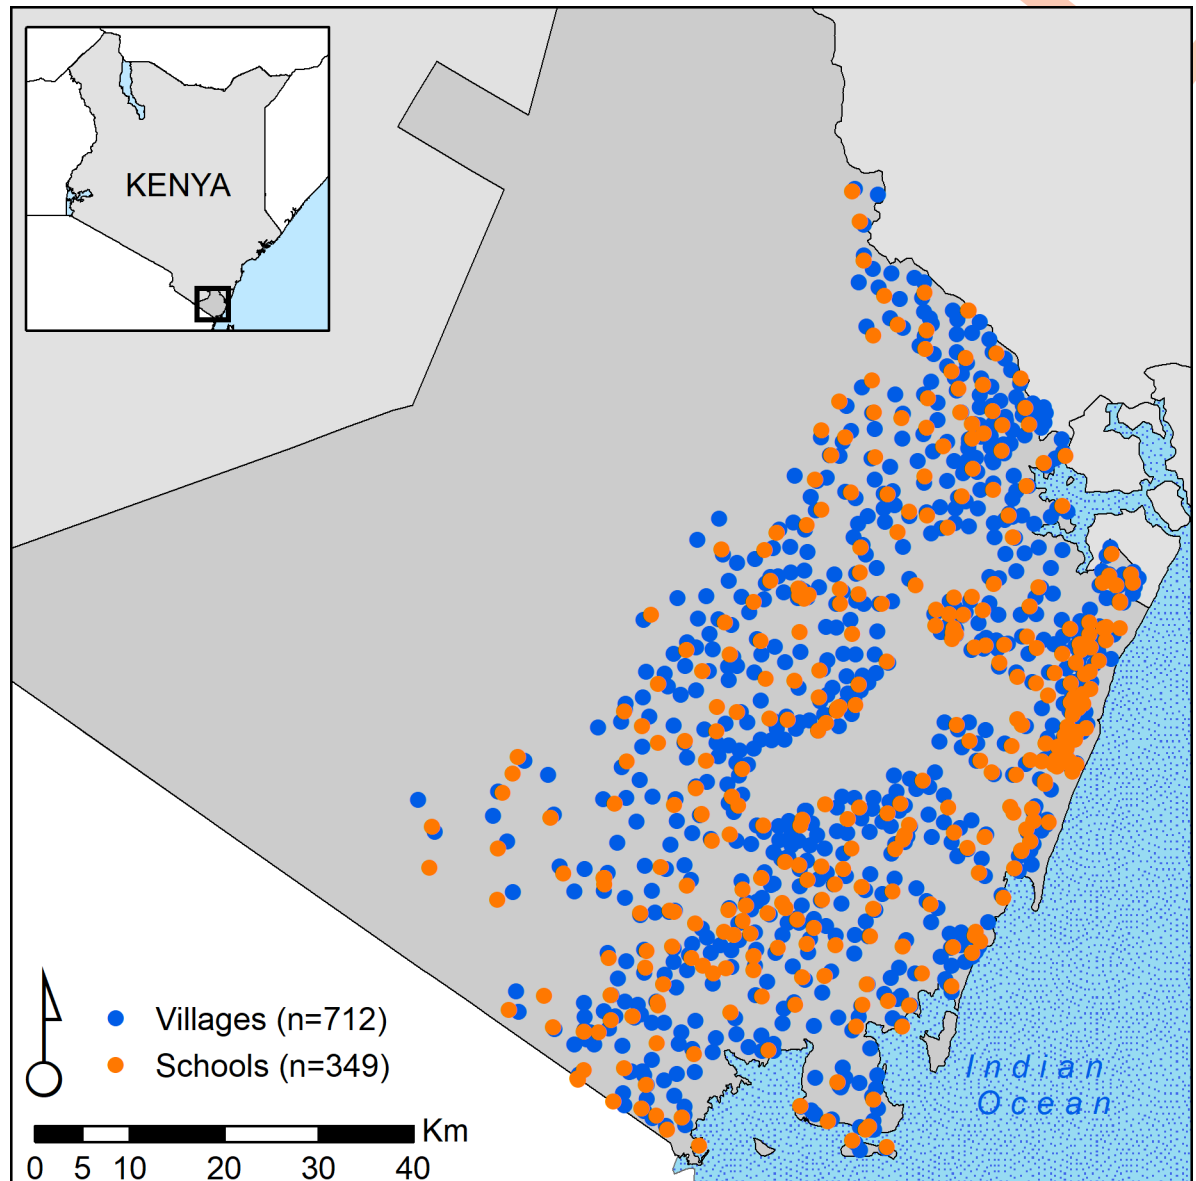 KENYA
Villages (n=712)
Schools (n=349)
Indian
Ocean
Km
0 5 10 20 30 40